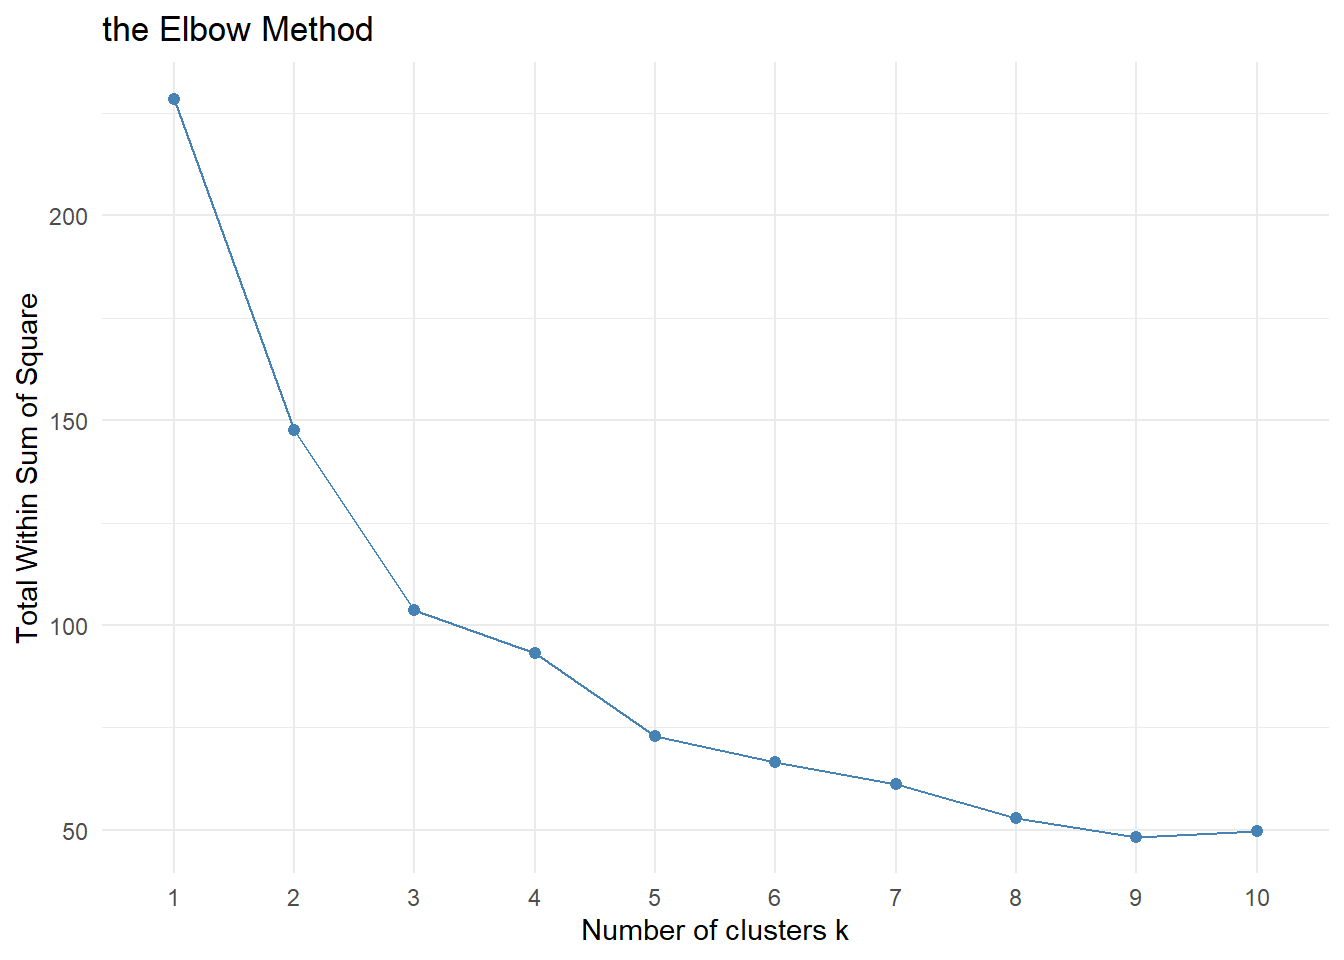 the Elbow Method
Total Within Sum of Square
200
150
100
50
1 2 3 4 5 6 7 8 9 10
Number of clusters k